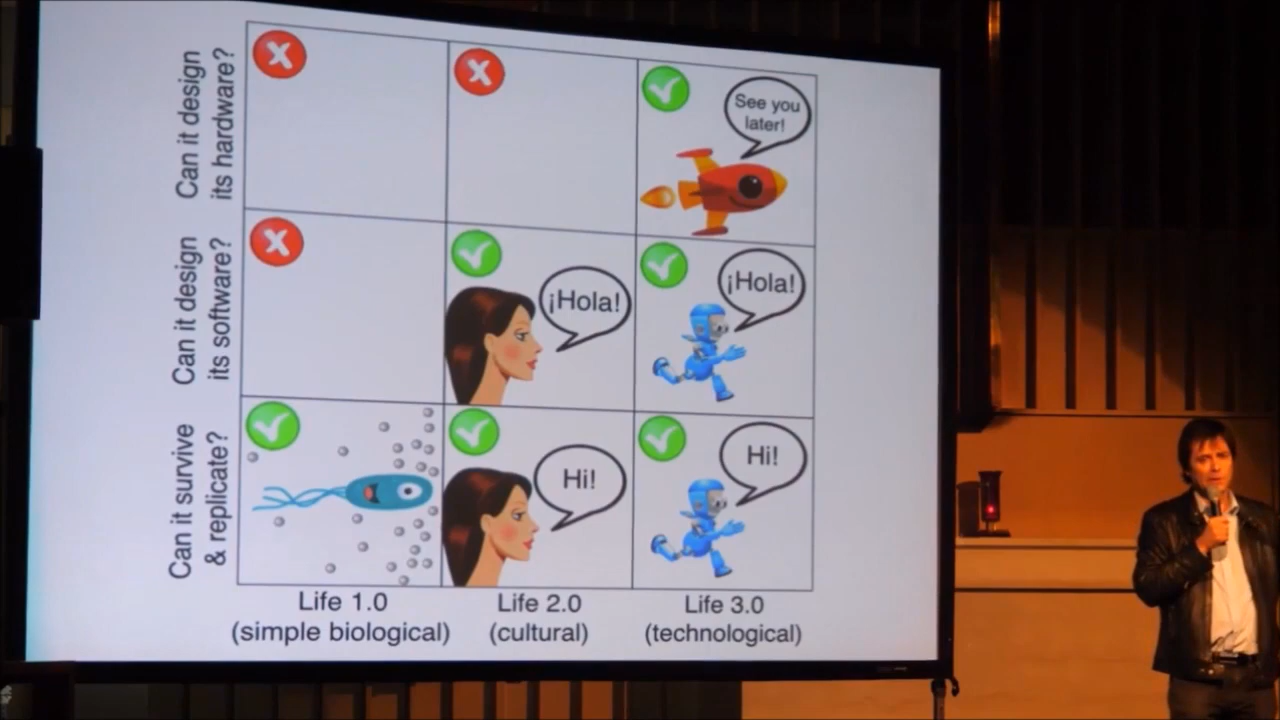 Can it design
its hardware?
See you
later!
Can it design
its software?
¡Hola!
¡Hola!
Can it survive
& replicate?
Hi!
Hi!
Life 1.0
(simple biological)
Life 2.0
(cultural)
Life 3.0
(technological)